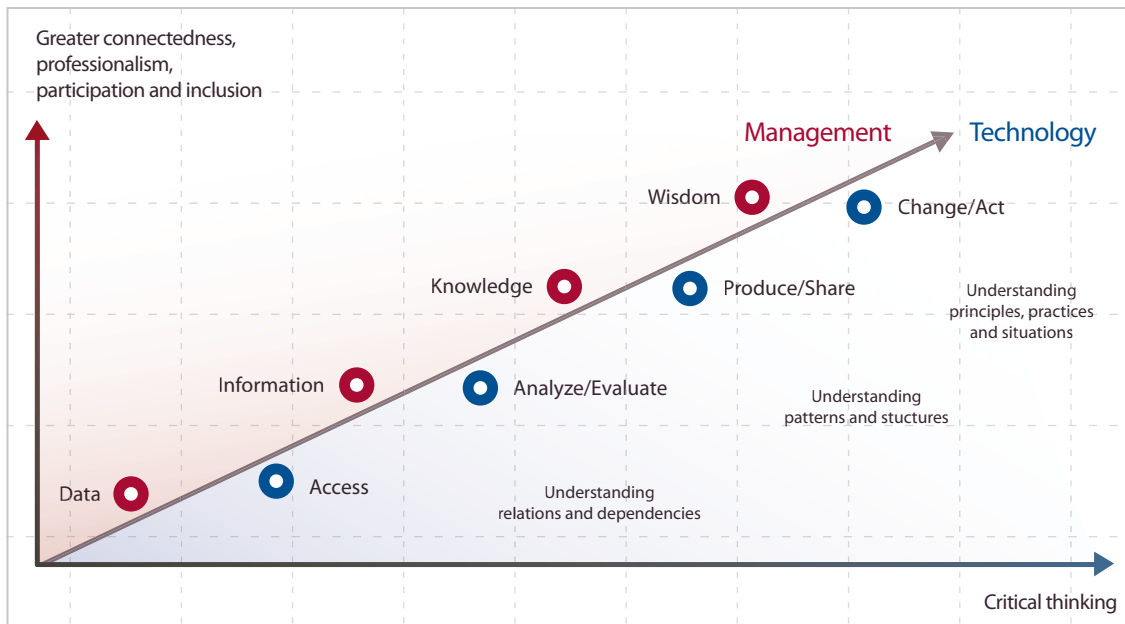 Greater connectedness,
professionalism,
participation and inclusion
Management
Technology
Wisdom
Change/Act
Knowledge
Produce/Share
Understanding
principles, practices
and situations
Information
Analyze/Evaluate
Understanding
patterns and stuctures
Data
Access
Understanding
relations and dependencies
Critical thinking